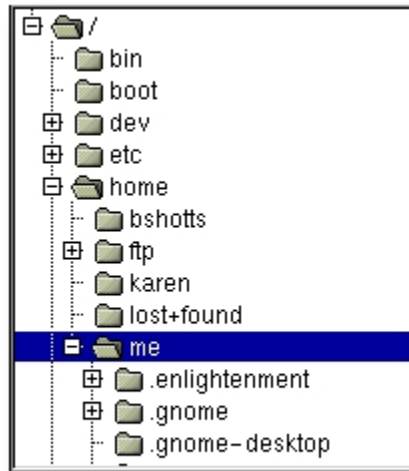 /
bin
boot
dev
etc
home
bshotts
ftp
karen
lost+found
me
.enlightenment
.gnome
.gnome-desktop